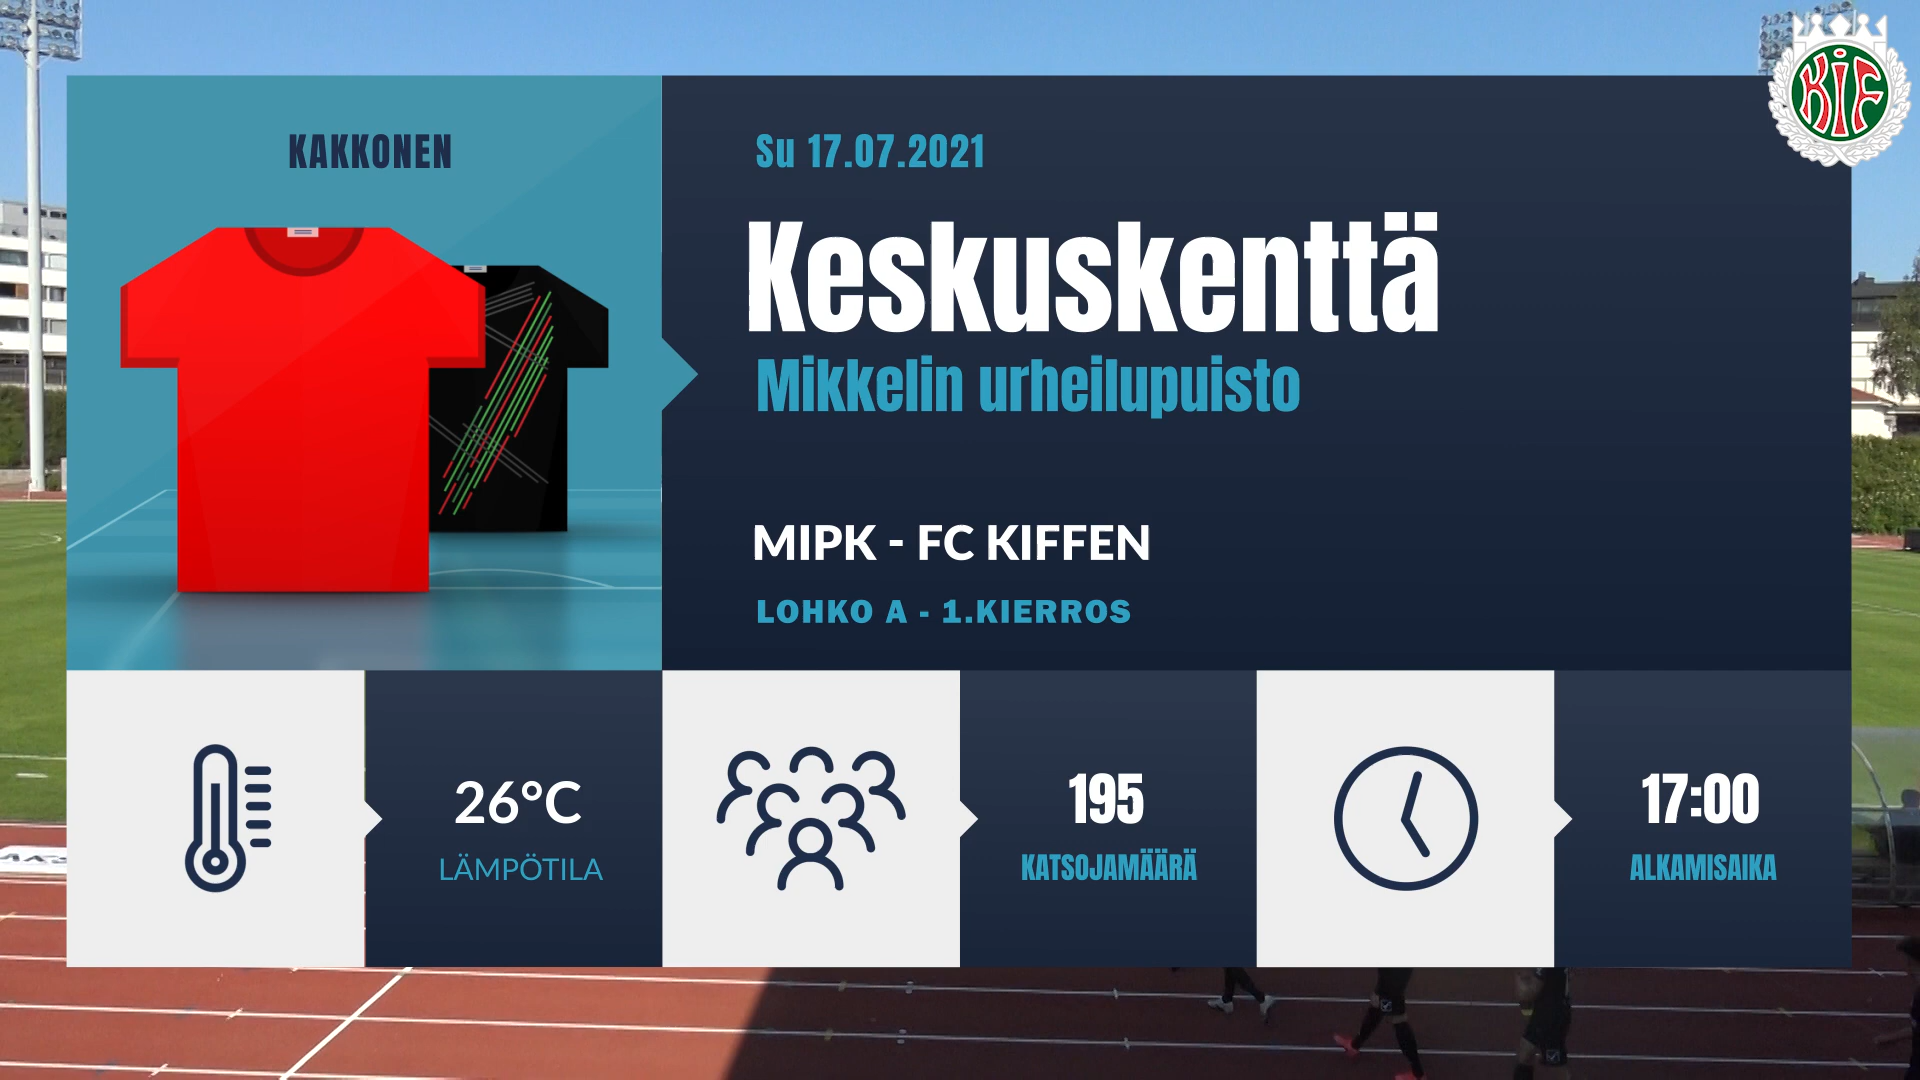 KIF
KAKKONEN
Su 17.07.2021
Keskuskenttä
Mikkelin urheilupuisto
MIPK - FC KIFFEN
LOHKO A - 1.KIERROS
26°C
LÄMPÖTILA
195
KATSOJAMÄÄRÄ
17:00
ALKAMISAIKA